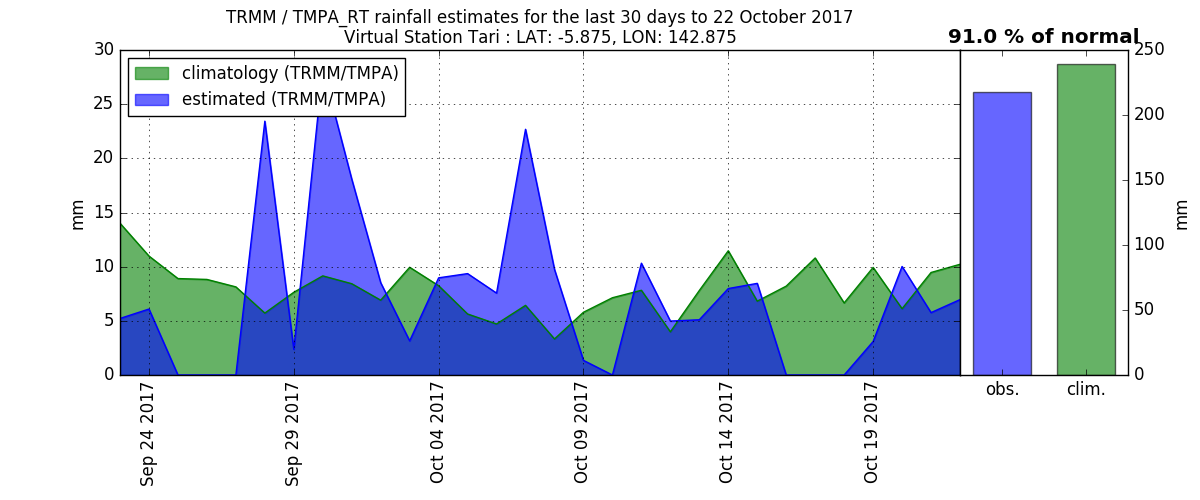 TRMM / TMPA_RT rainfall estimates for the last 30 days to 22 October 2017
Virtual Station Tari : LAT: -5.875, LON: 142.875
91.0 % of normal
climatology (TRMM/TMPA)
estimated (TRMM/TMPA)
30
25
20
15
10
5
0
mm
Sep 24 2017
Sep 29 2017
Oct 04 2017
Oct 09 2017
Oct 14 2017
Oct 19 2017
250
200
150
100
50
0
mm
obs.
clim.